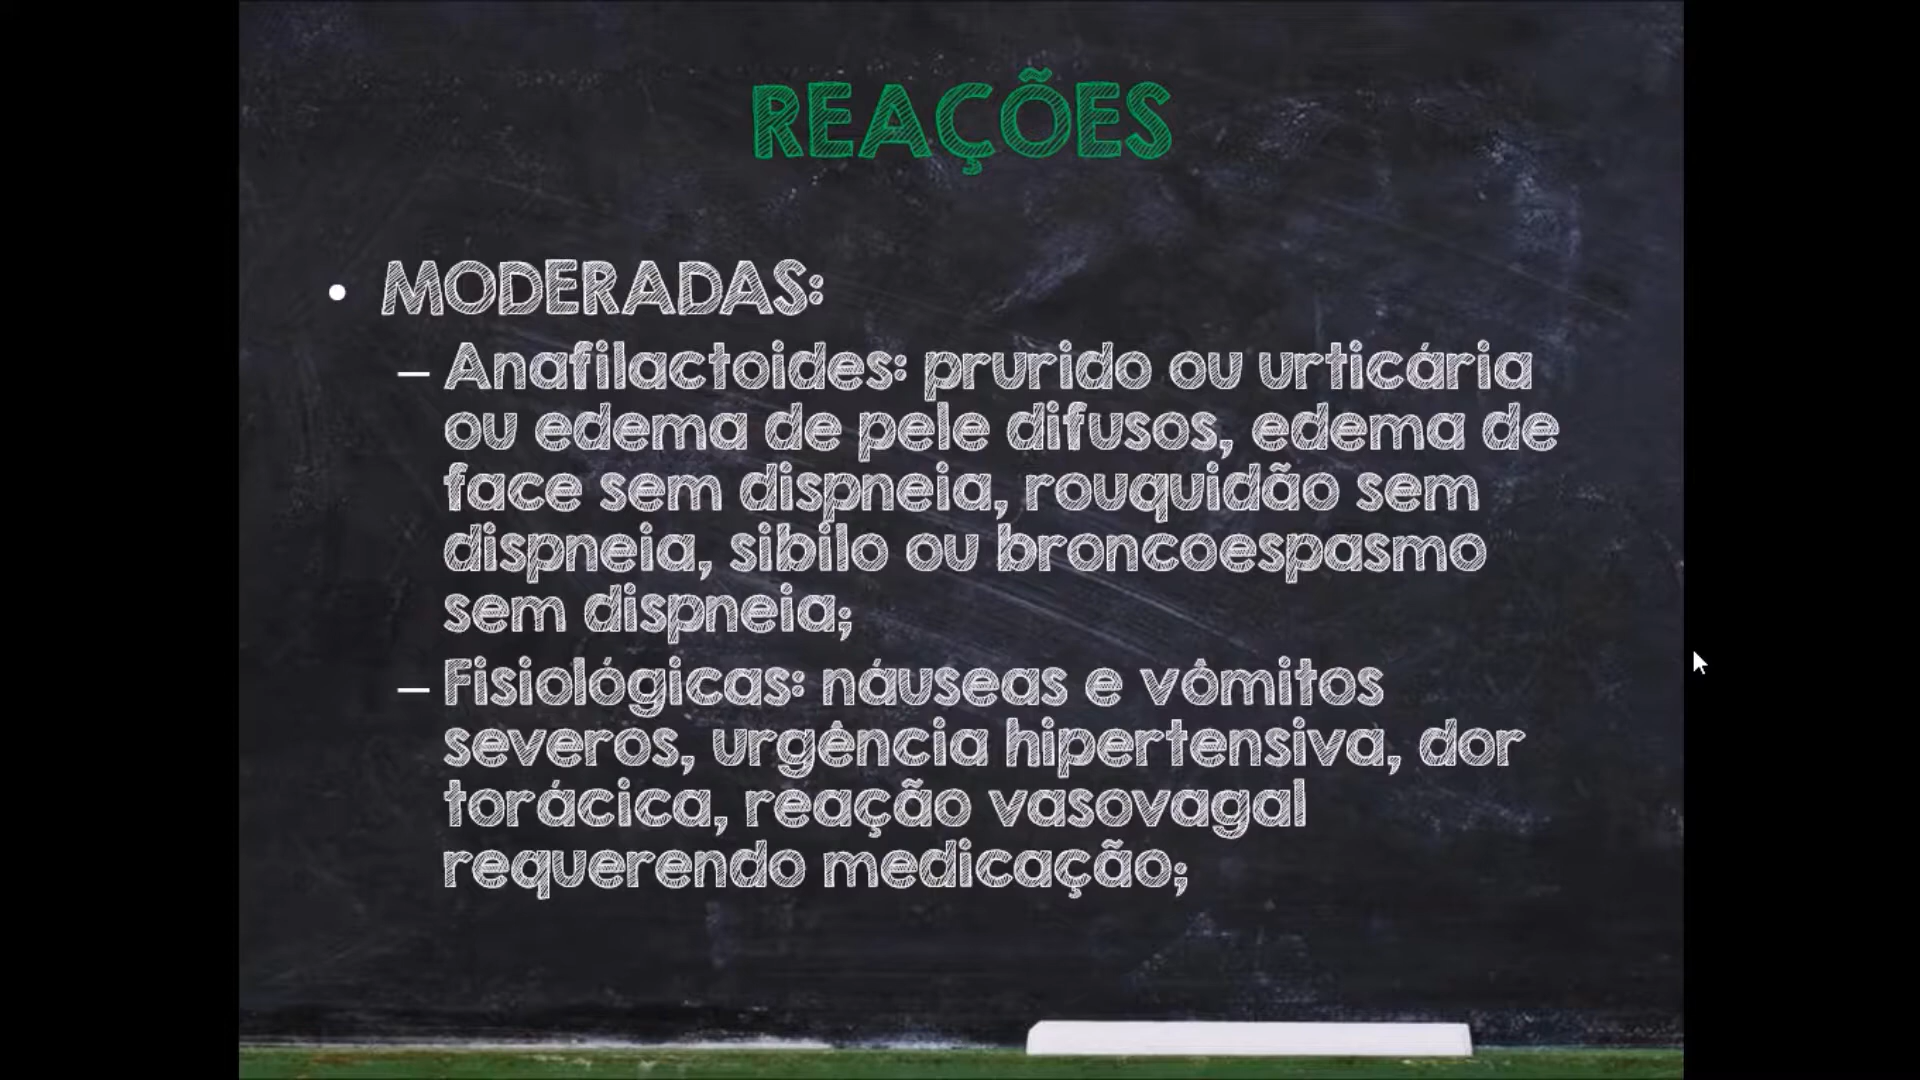 REAÇÕES
• MODERADAS:
– Anafilactoides: prurido ou urticária
ou edema de pele difusos, edema de
face sem dispneia, rouquidão sem
dispneia, sibilo ou broncoespasmo
sem dispneia;
– Fisiológicas: náuseas e vômitos
severos, urgência hipertensiva, dor
torácica, reação vasovagal
requerendo medicação;